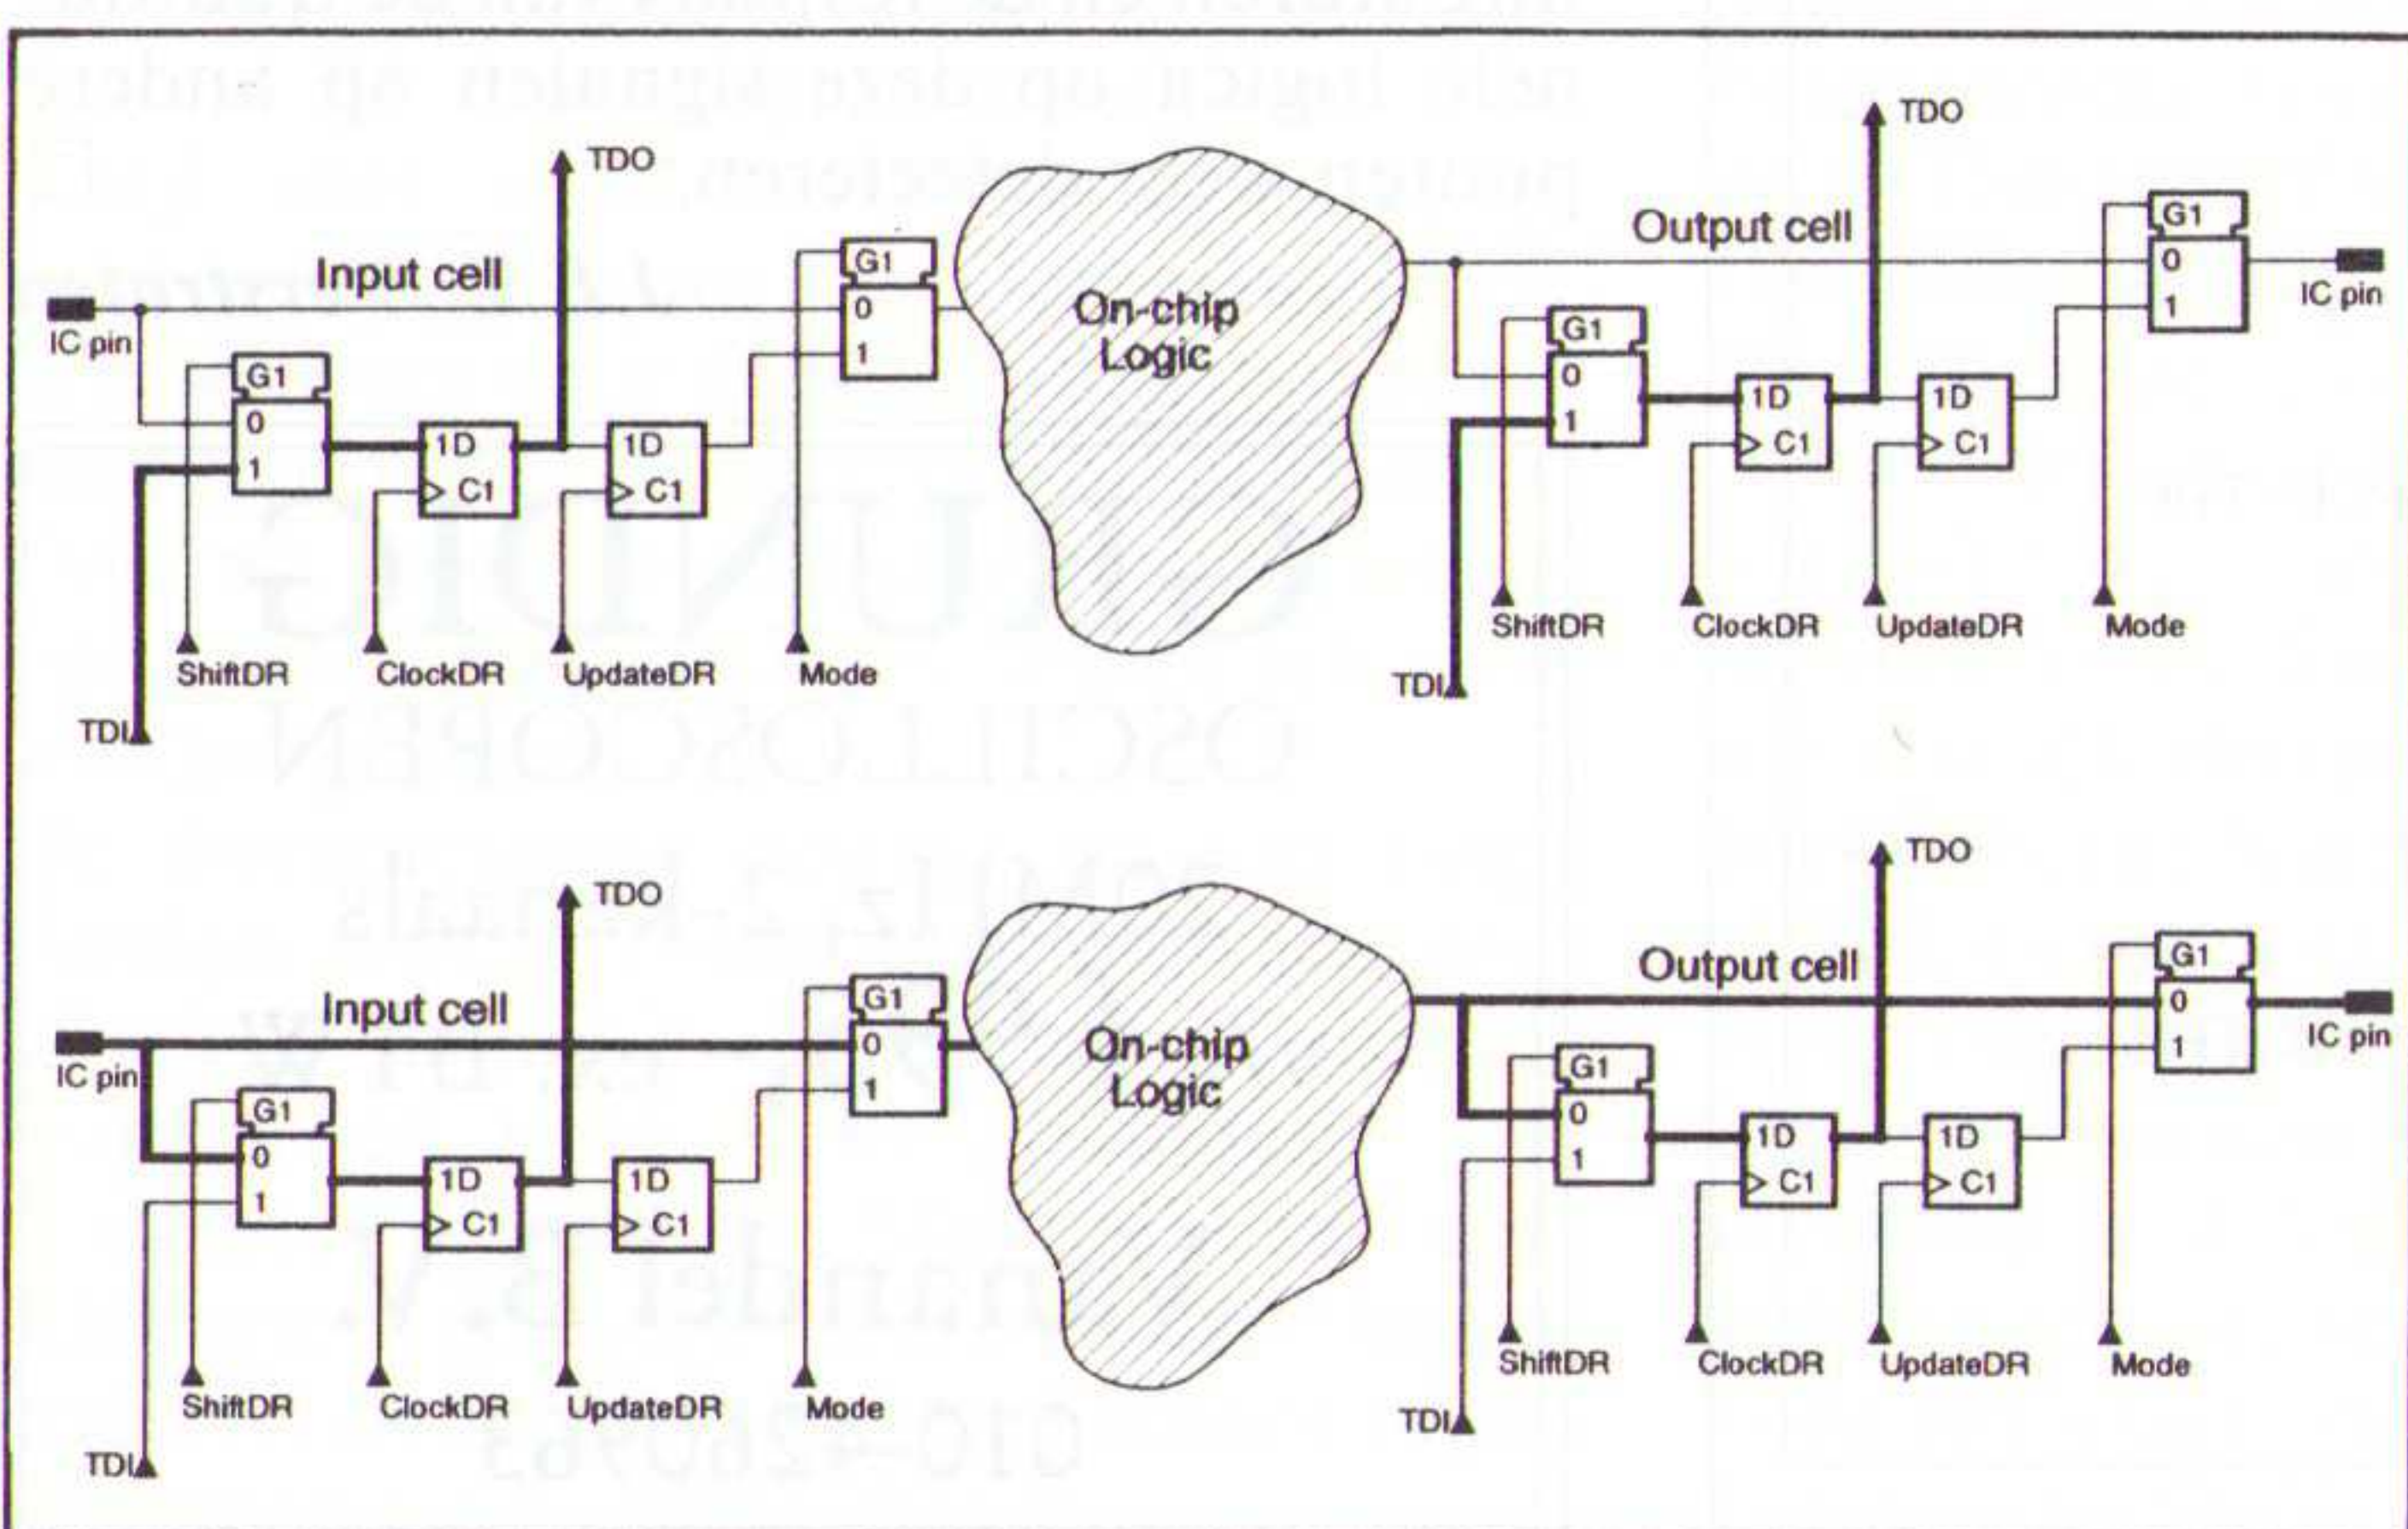 TDO
TDO
G1
Output cell
Input cell
G1
0
IC pin
1
0
IC pin
1
On-chip
Logic
G1
0
1
1D
C1
1D
C1
G1
0
1
1D
C1
1D
C1
ShiftDR
ClockDR
UpdateDR
Mode
ShiftDR
ClockDR
UpdateDR
Mode
TDI
TDI
TDO
TDO
G1
Output cell
Input cell
G1
0
IC pin
1
0
IC pin
1
On-chip
Logic
G1
0
1
1D
C1
1D
C1
G1
0
1
1D
C1
1D
C1
ShiftDR
ClockDR
UpdateDR
Mode
ShiftDR
ClockDR
UpdateDR
Mode
TDI
TDI